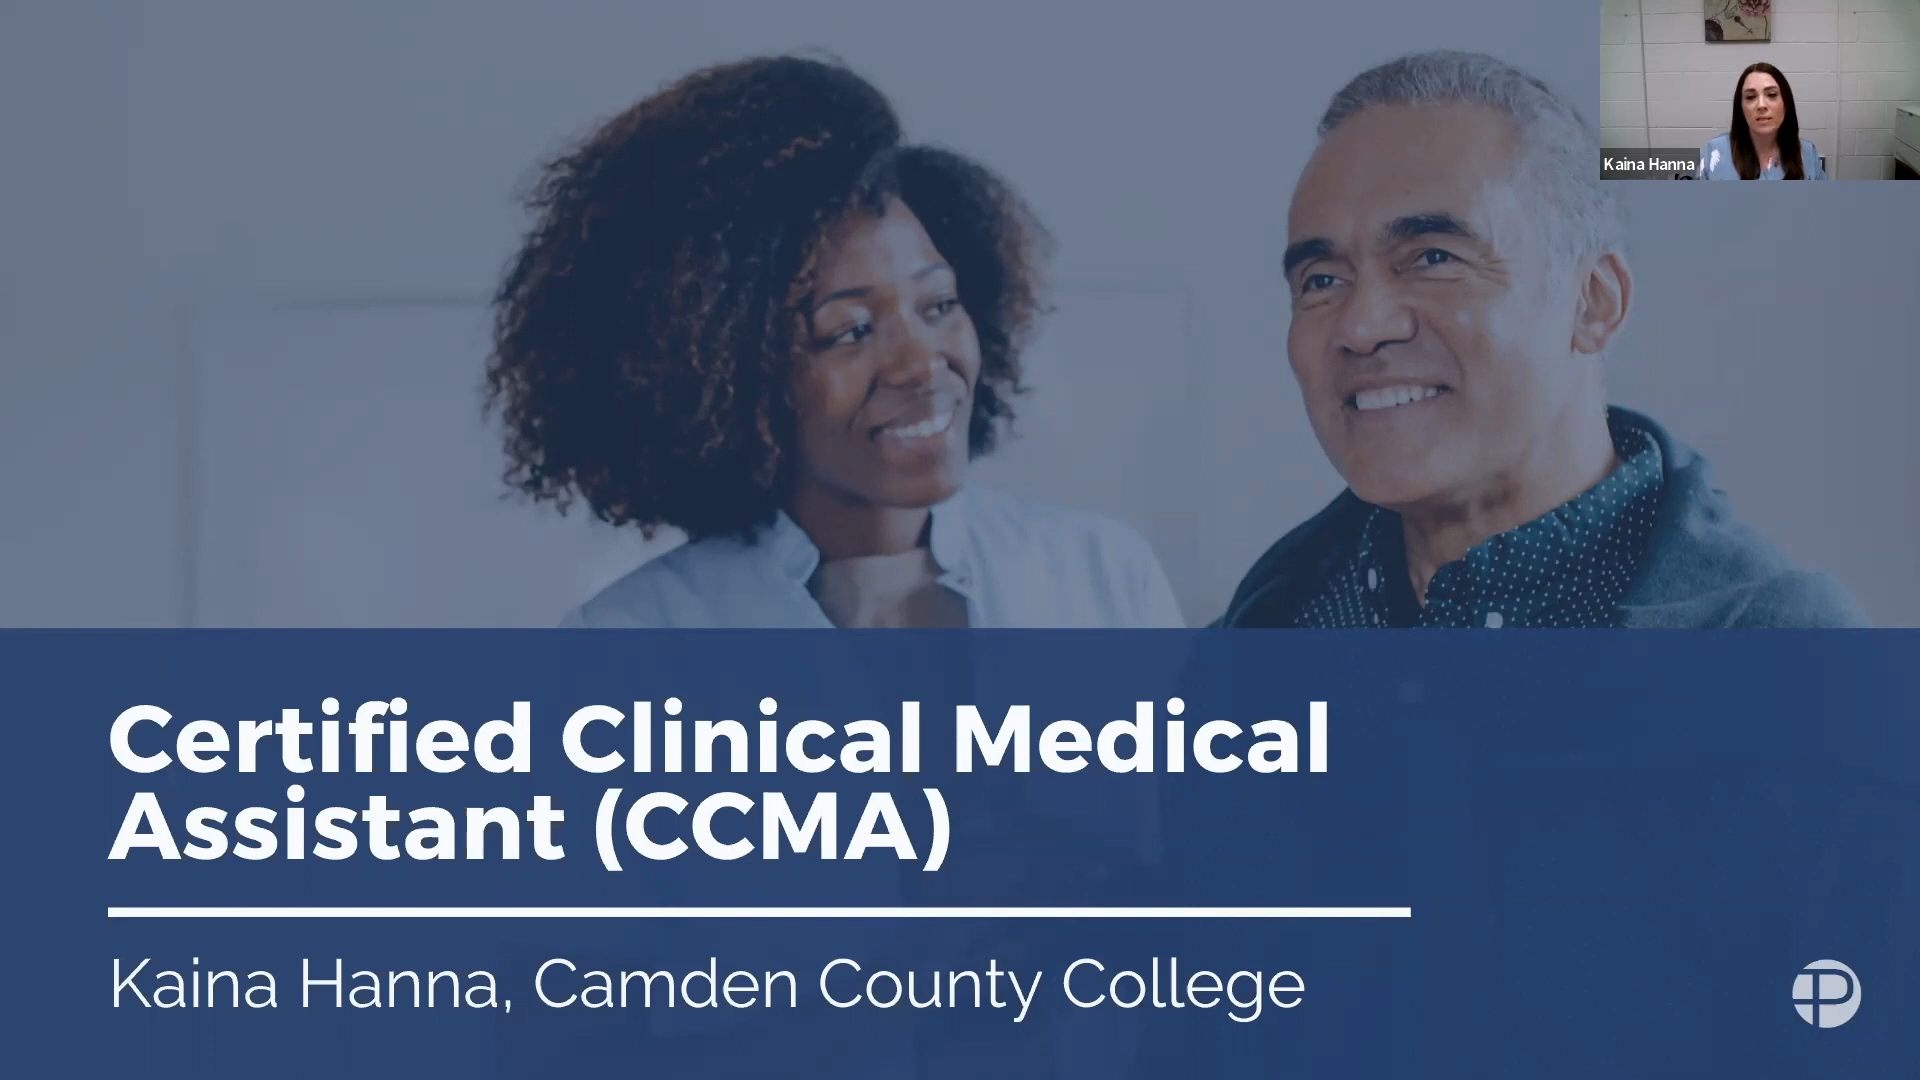 Kaina Hanna
Certified Clinical Medical
Assistant (CCMA)
Kaina Hanna, Camden County College